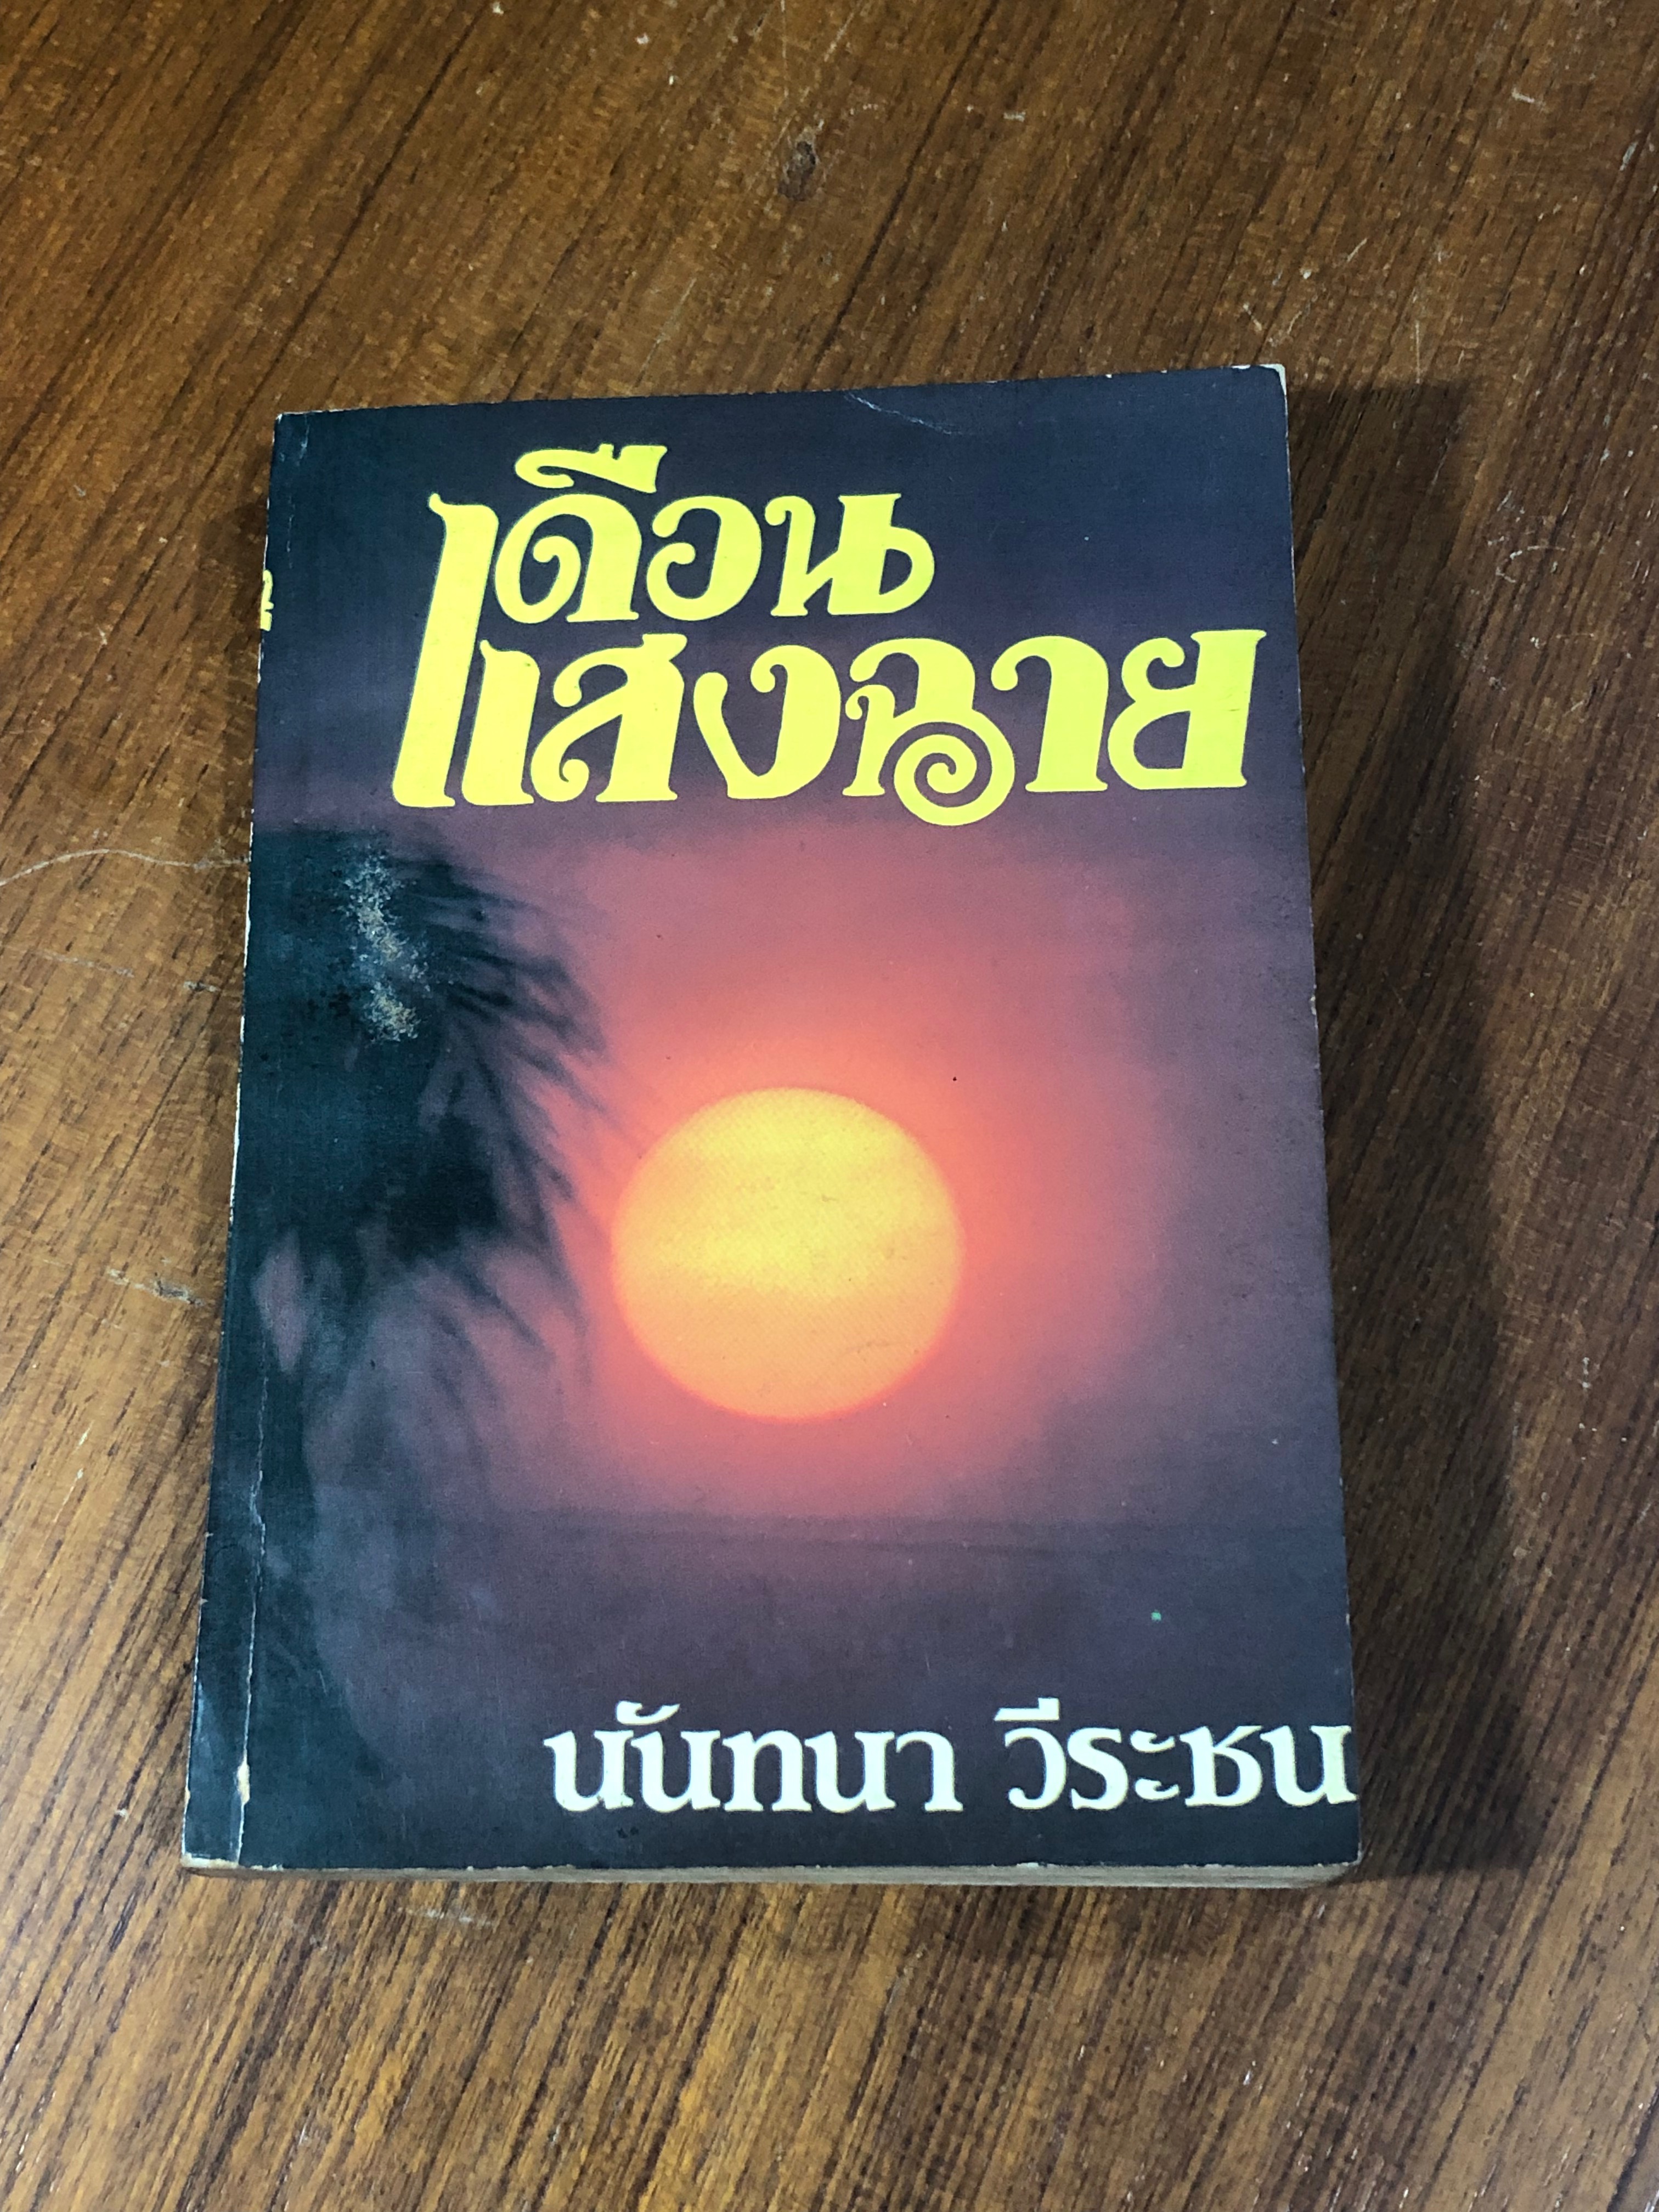 เดือน
แสงฉาย
นันทนา วีระชน